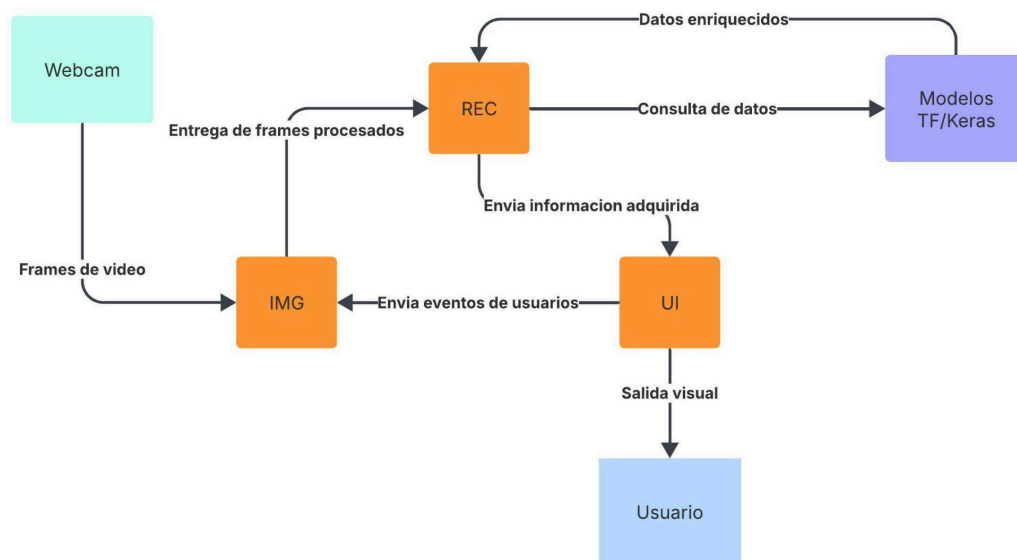 Datos enriquecidos
Webcam
REC
Consulta de datos
Modelos
TF/Keras
Entrega de frames procesados
Envia informacion adquirida
Frames de video
IMG
Envia eventos de usuarios
UI
Salida visual
Usuario